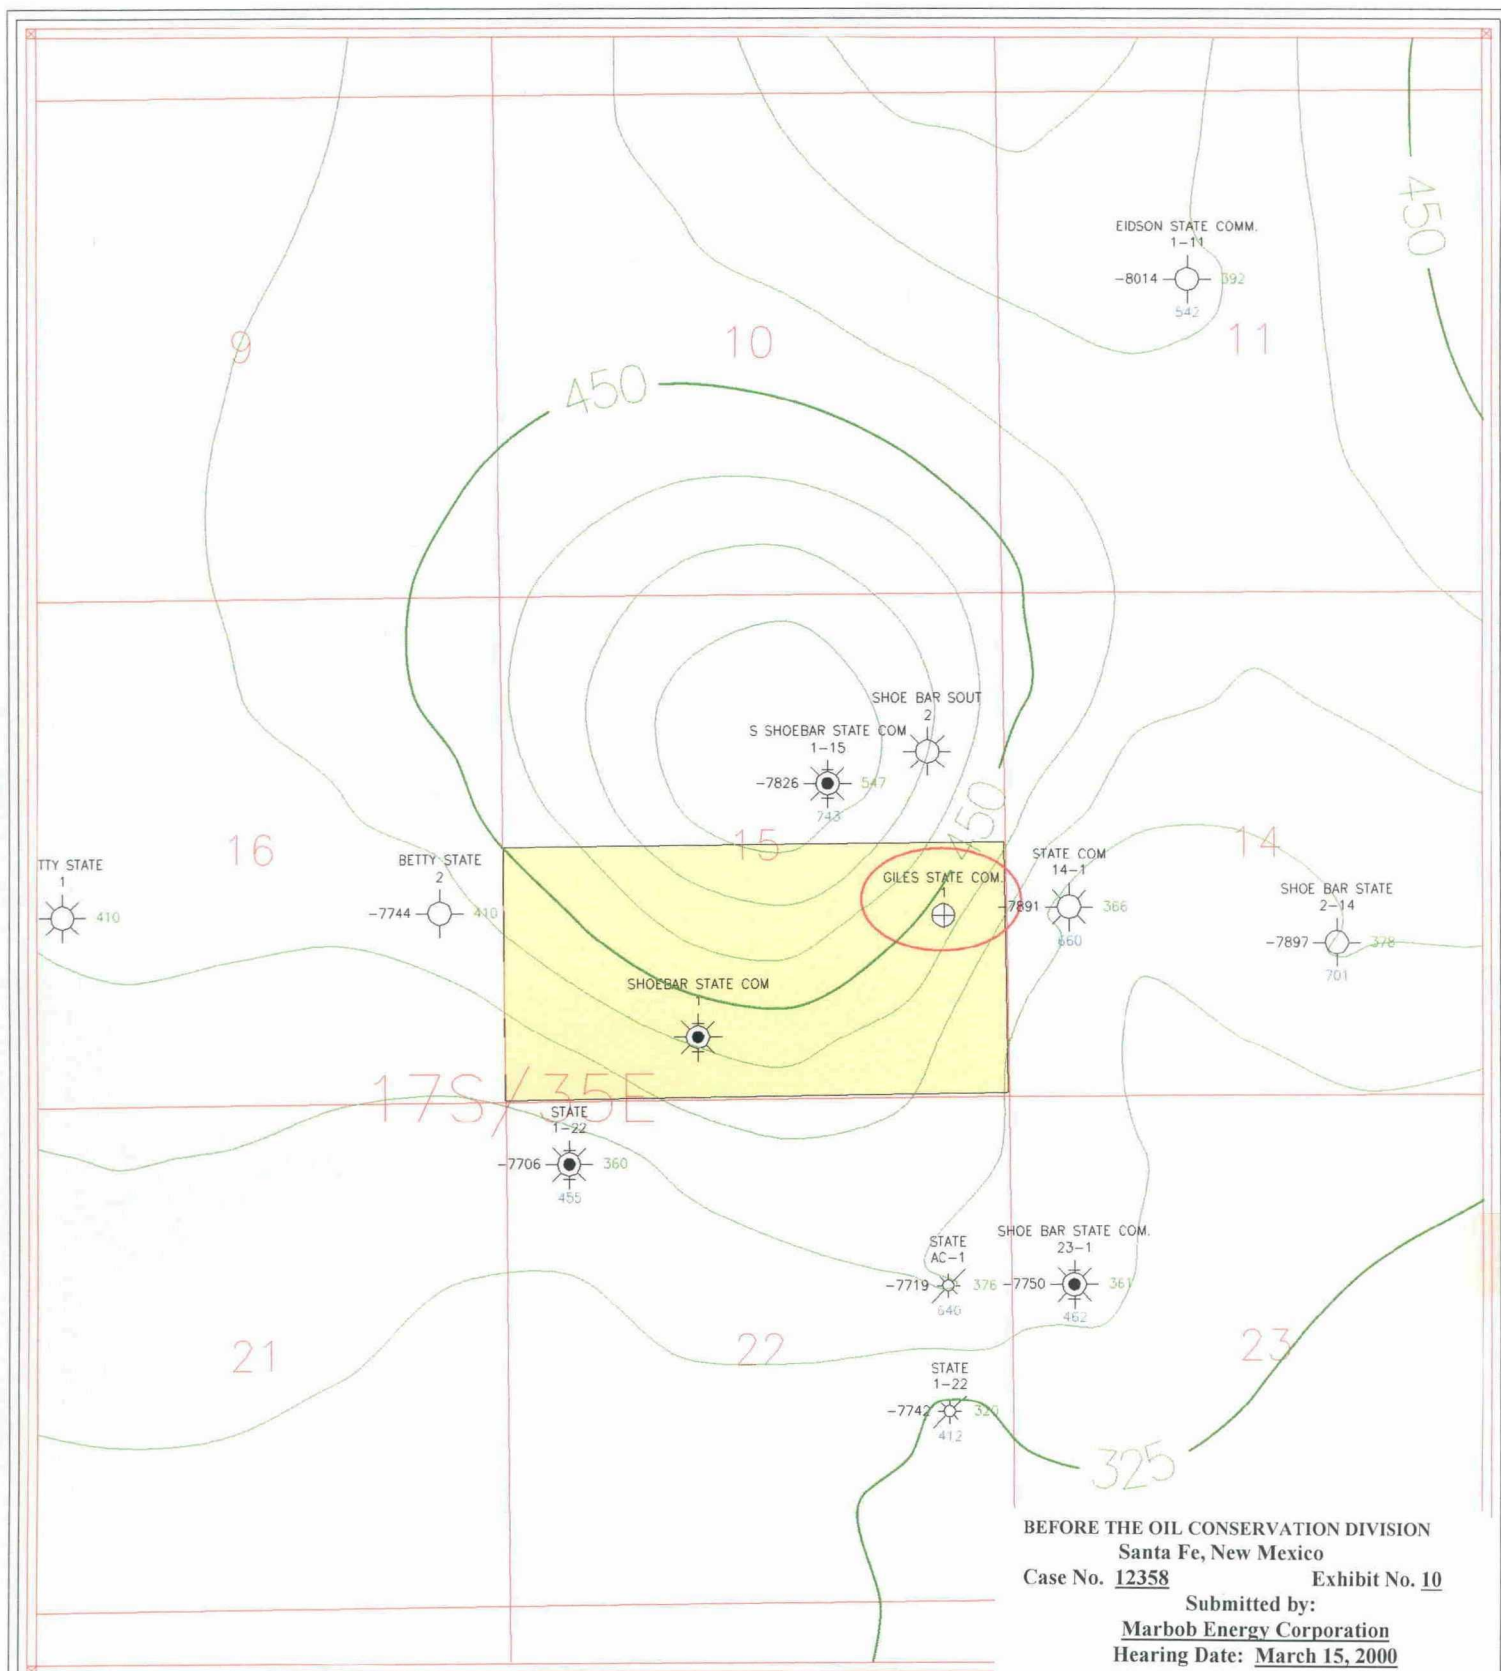 450
EIDSON STATE COMM.
1-11
-8014 392
542
9
10
11
450
SHOE BAR SOUT
2
S SHOEBAR STATE COM
1-15
-7826 547
743
450
16
15
14
TTY STATE
1
410
BETTY STATE
2
-7744 410
GILES STATE COM.
1
STATE COM
14-1
-7891 366
660
SHOE BAR STATE
2-14
-7897 378
701
SHOEBAR STATE COM
1
17S/35E
STATE
1-22
-7706 360
455
STATE
AC-1
-7719 376
640
SHOE BAR STATE COM.
23-1
-7750 361
462
21
22
23
STATE
1-22
-7742 320
412
325
BEFORE THE OIL CONSERVATION DIVISION
Santa Fe, New Mexico
Case No. 12358 Exhibit No. 10
Submitted by:
Marbob Energy Corporation
Hearing Date: March 15, 2000